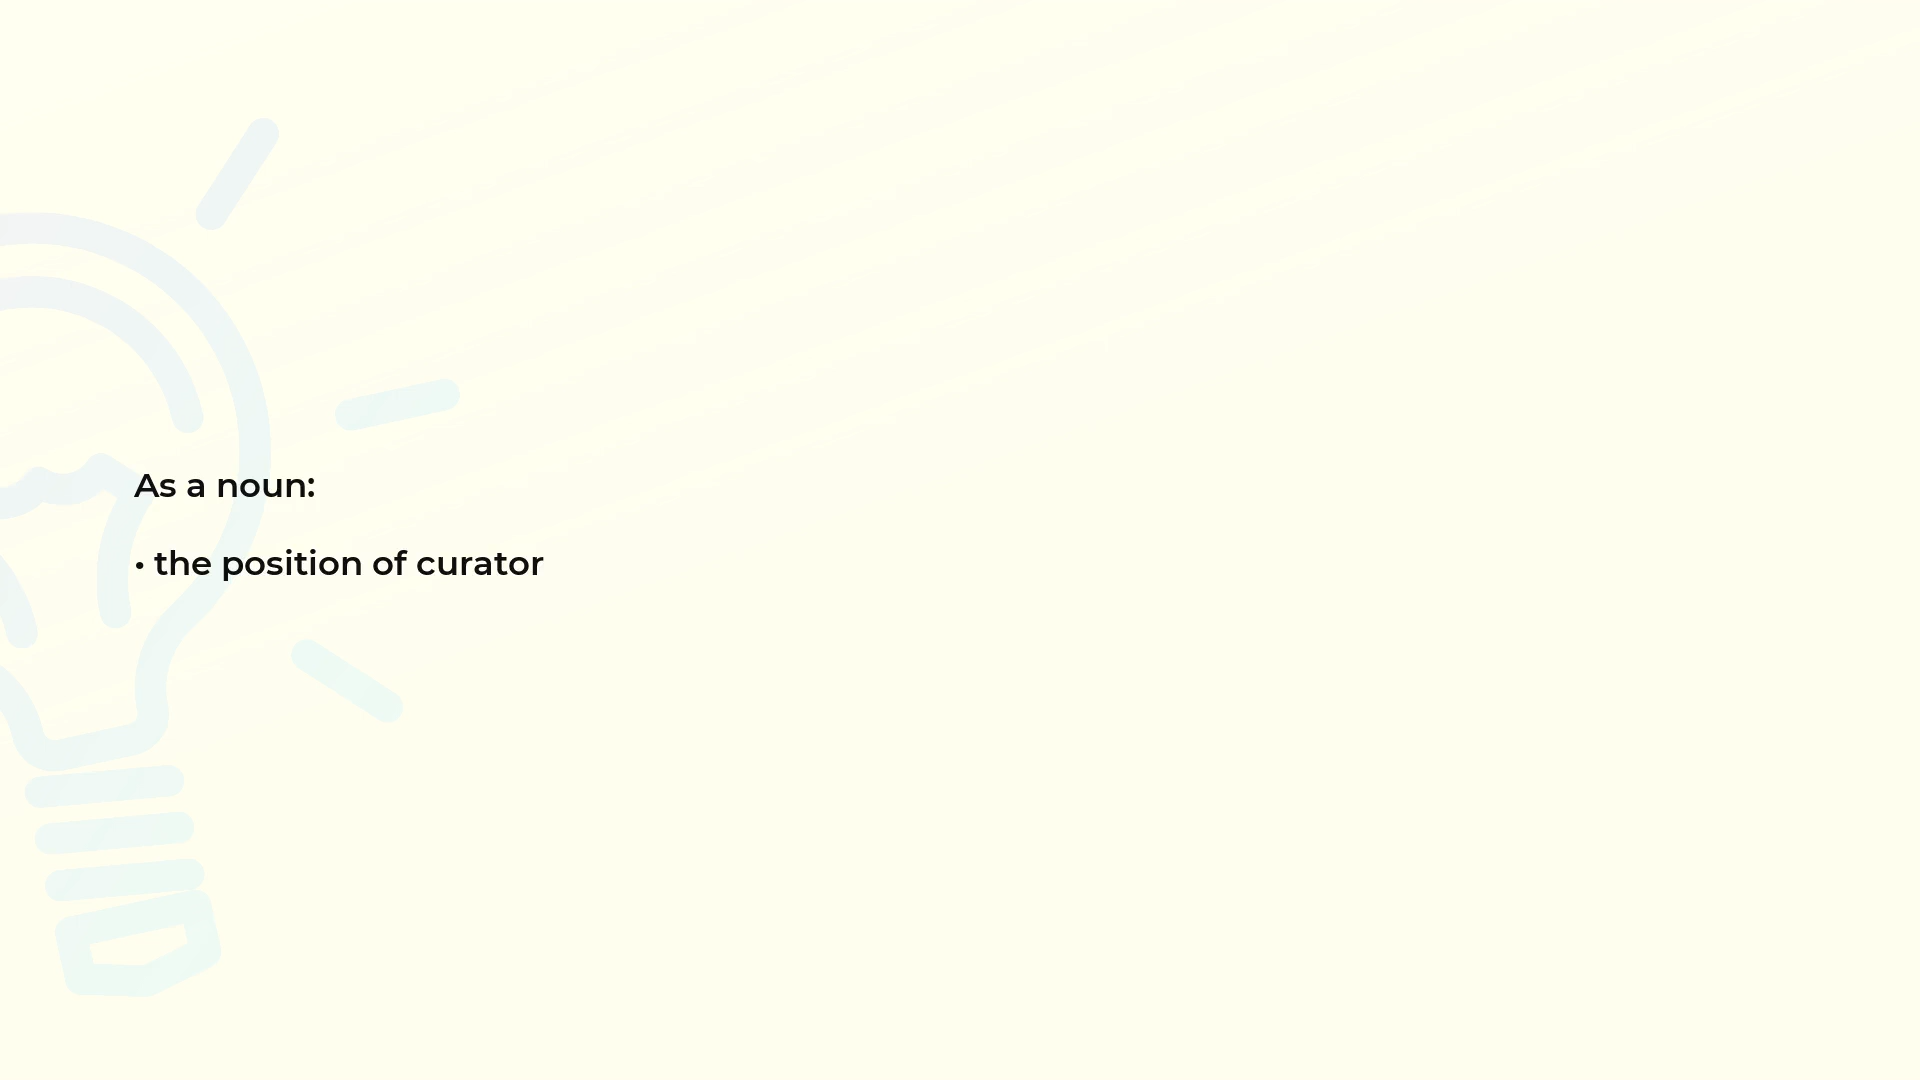 As a noun:
• the position of curator